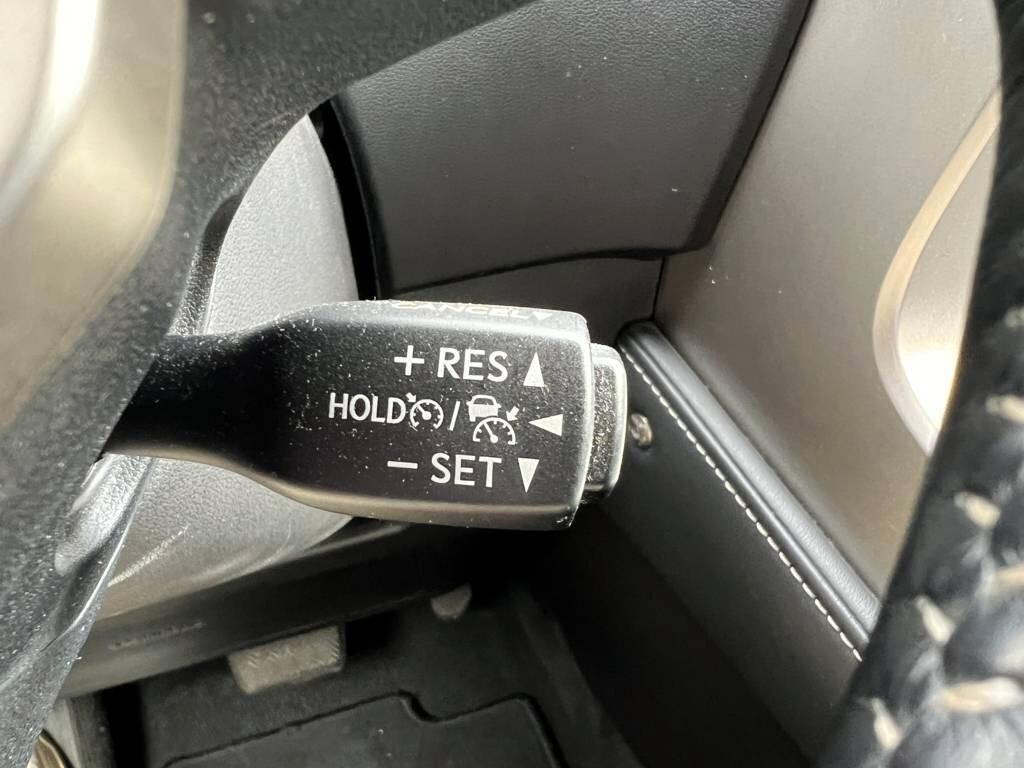 CANCEL
+ RES
HOLD /
− SET